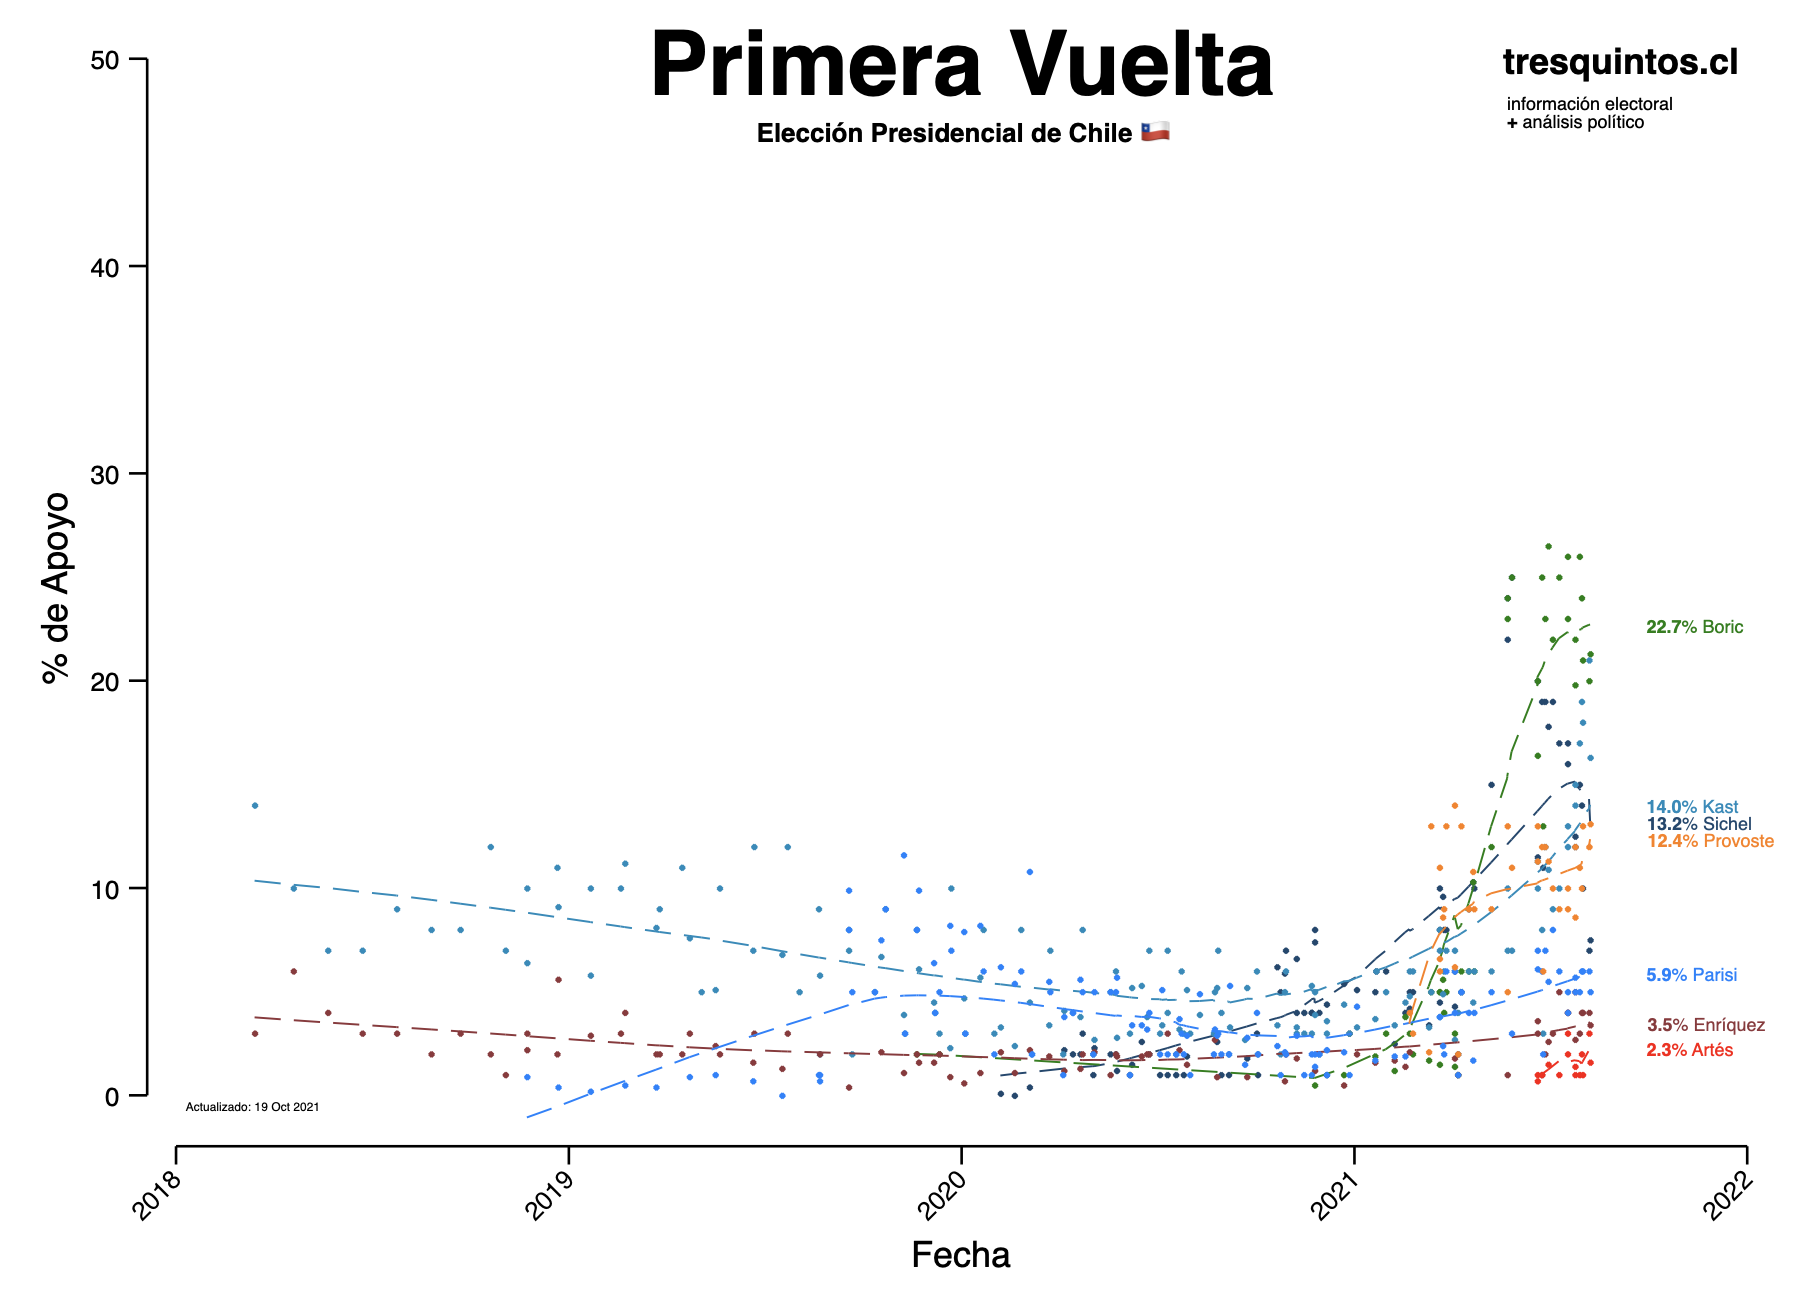 Primera Vuelta
Elección Presidencial de Chile 🇨🇱
tresquintos.cl
información electoral
+ análisis político
50
40
30
20
10
0
% de Apoyo
22.7% Boric
14.0% Kast
13.2% Sichel
12.4% Provoste
5.9% Parisi
3.5% Enríquez
2.3% Artés
Actualizado: 19 Oct 2021
2018
2019
2020
2021
2022
Fecha